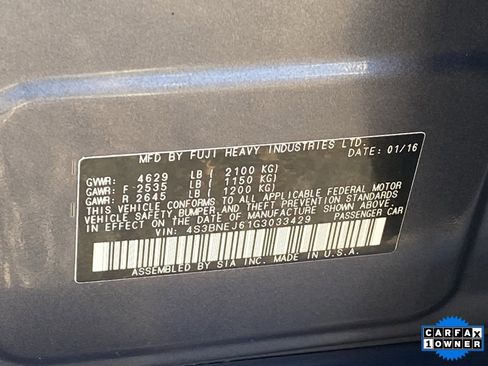 MFD BY FUJI HEAVY INDUSTRIES LTD.
DATE: 01/16
GVWR: 4629 LB ( 2100 KG)
GAWR: F 2535 LB ( 1150 KG)
GAWR: R 2645 LB ( 1200 KG)
THIS VEHICLE CONFORMS TO ALL APPLICABLE FEDERAL MOTOR
VEHICLE SAFETY, BUMPER, AND THEFT PREVENTION STANDARDS
IN EFFECT ON THE DATE OF MANUFACTURE SHOWN ABOVE.
VIN: 4S3BNEJ61G3033429 PASSENGER CAR
ASSEMBLED BY SIA INC. MADE IN U.S.A.
CARFAX
1 OWNER